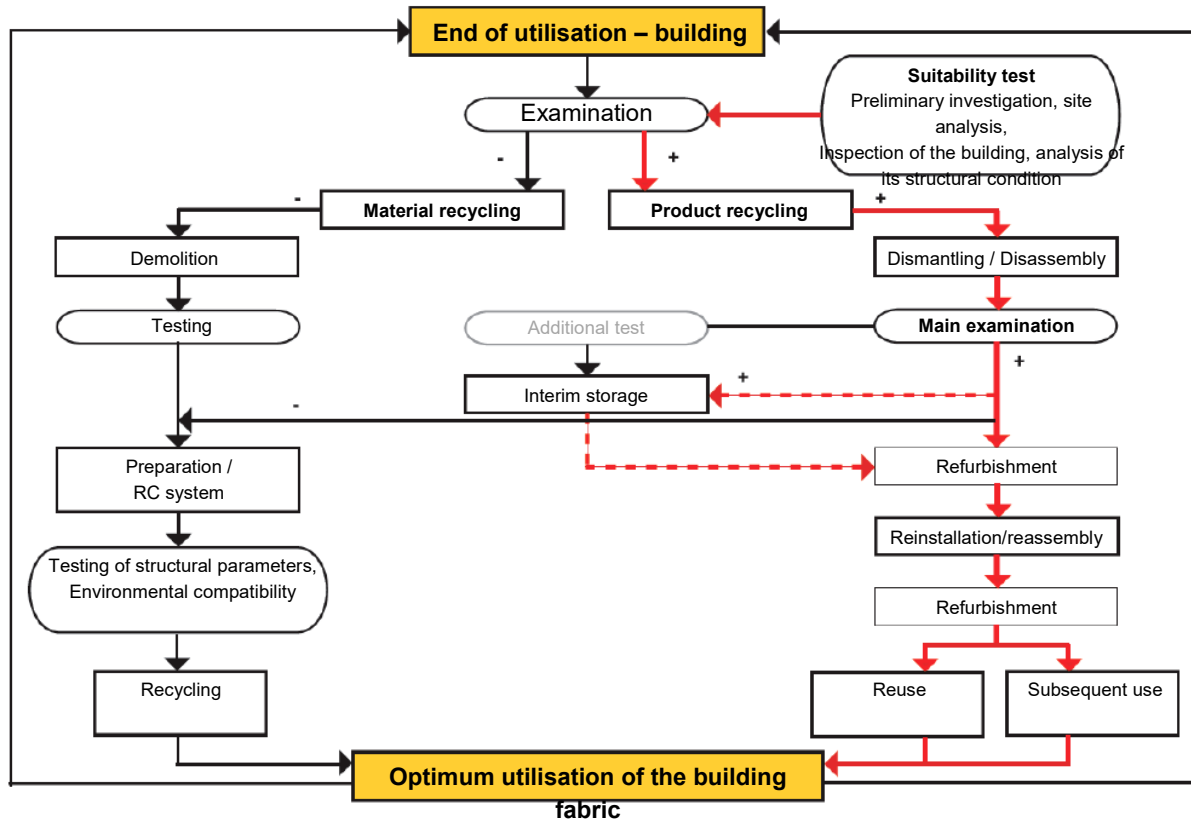 End of utilisation – building
Suitability test
Preliminary investigation, site
analysis,
Inspection of the building, analysis of
its structural condition
Examination
-
+
-
Material recycling
Product recycling
+
Demolition
Dismantling / Disassembly
Testing
Additional test
Main examination
+
+
Interim storage
-
Preparation /
RC system
Refurbishment
Reinstallation/reassembly
Testing of structural parameters,
Environmental compatibility
Refurbishment
Recycling
Reuse
Subsequent use
Optimum utilisation of the building
fabric